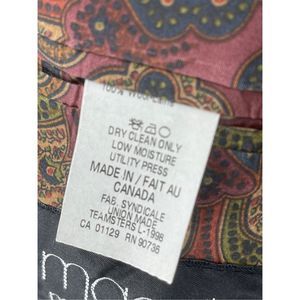 100% Wool-Laine
DRY CLEAN ONLY
LOW MOISTURE
UTILITY PRESS
MADE IN / FAIT AU
CANADA
FAB. SYNDICALE
UNION MADE
TEAMSTERS L-1998
CA 01129 RN 90736